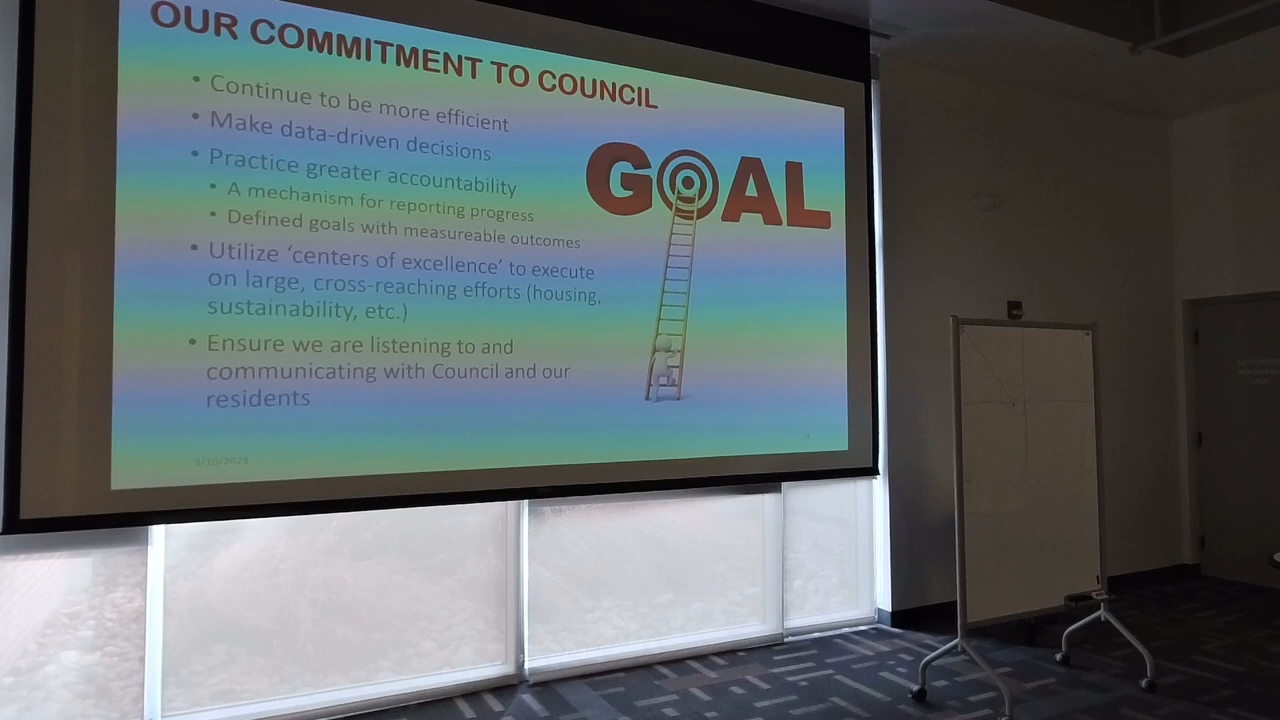 OUR COMMITMENT TO COUNCIL
• Continue to be more efficient
• Make data-driven decisions
• Practice greater accountability
• A mechanism for reporting progress
• Defined goals with measureable outcomes
• Utilize ‘centers of excellence’ to execute
on large, cross-reaching efforts (housing,
sustainability, etc.)
• Ensure we are listening to and
communicating with Council and our
residents
GOAL